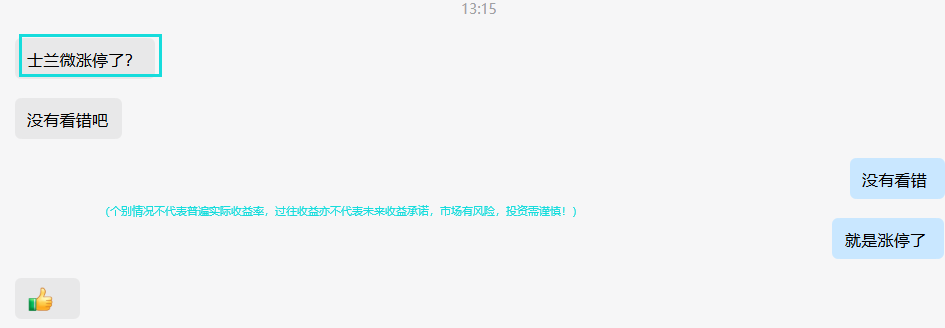 13:15
士兰微涨停了?
没有看错吧
没有看错
(个别情况不代表普遍实际收益率，过往收益亦不代表未来收益承诺，市场有风险，投资需谨慎！)
就是涨停了